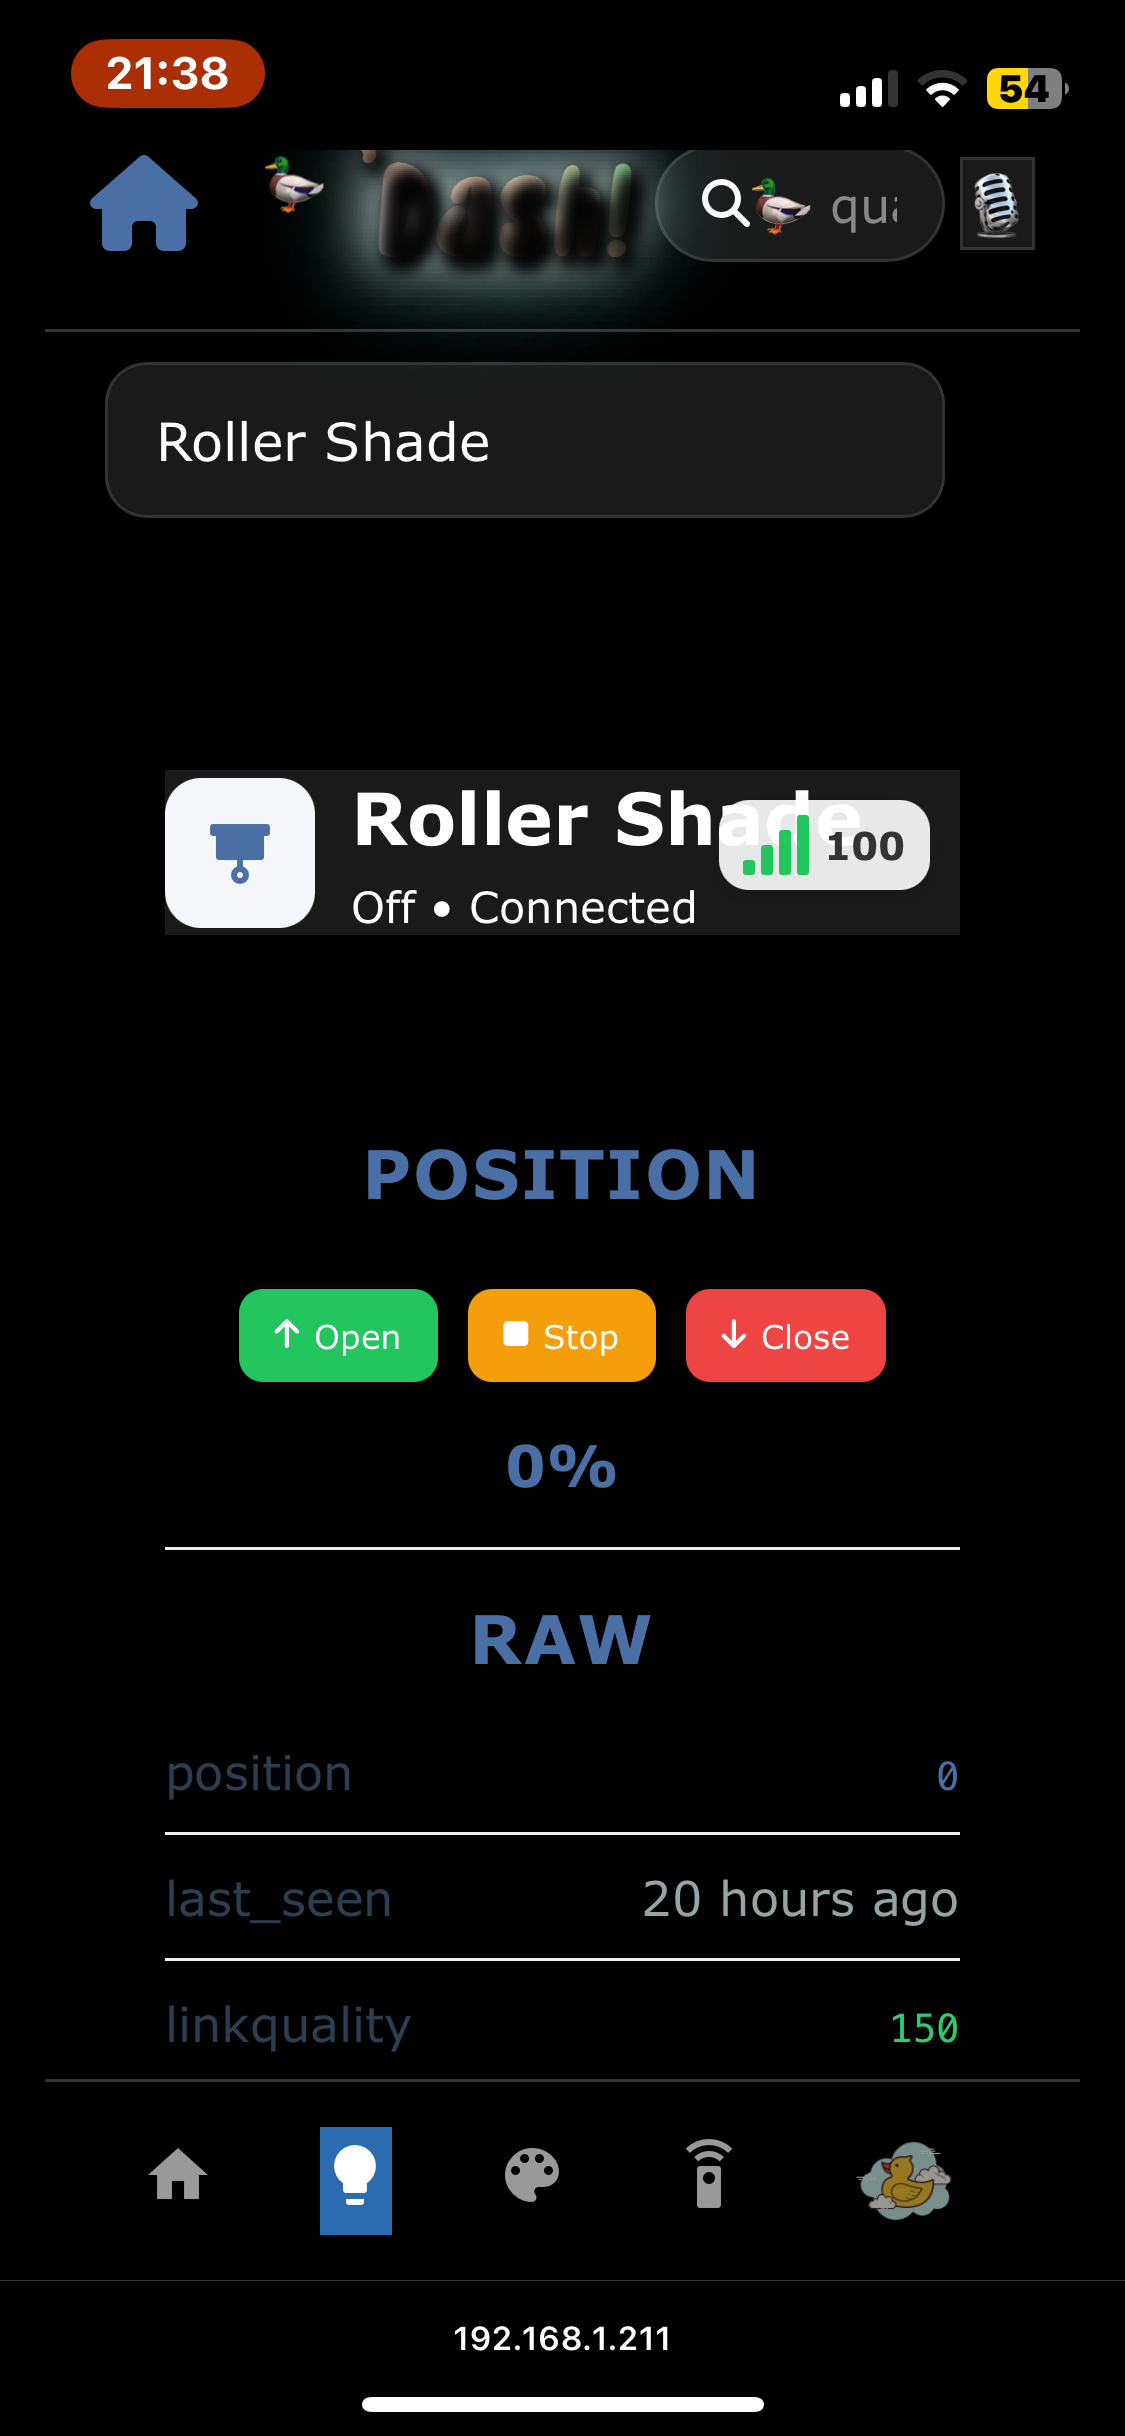 21:38
54
'Dash!
qua
Roller Shade
Roller Shade
100
Off • Connected
POSITION
Open
Stop
Close
0%
RAW
position
0
last_seen
20 hours ago
linkquality
150
192.168.1.211